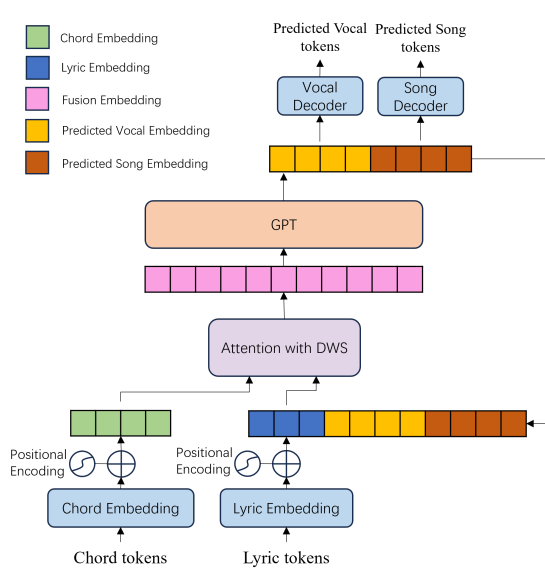 Chord Embedding
Lyric Embedding
Fusion Embedding
Predicted Vocal Embedding
Predicted Song Embedding
Predicted Vocal
tokens
Predicted Song
tokens
Vocal
Decoder
Song
Decoder
GPT
Attention with DWS
Positional
Encoding
Positional
Encoding
Chord Embedding
Lyric Embedding
Chord tokens
Lyric tokens